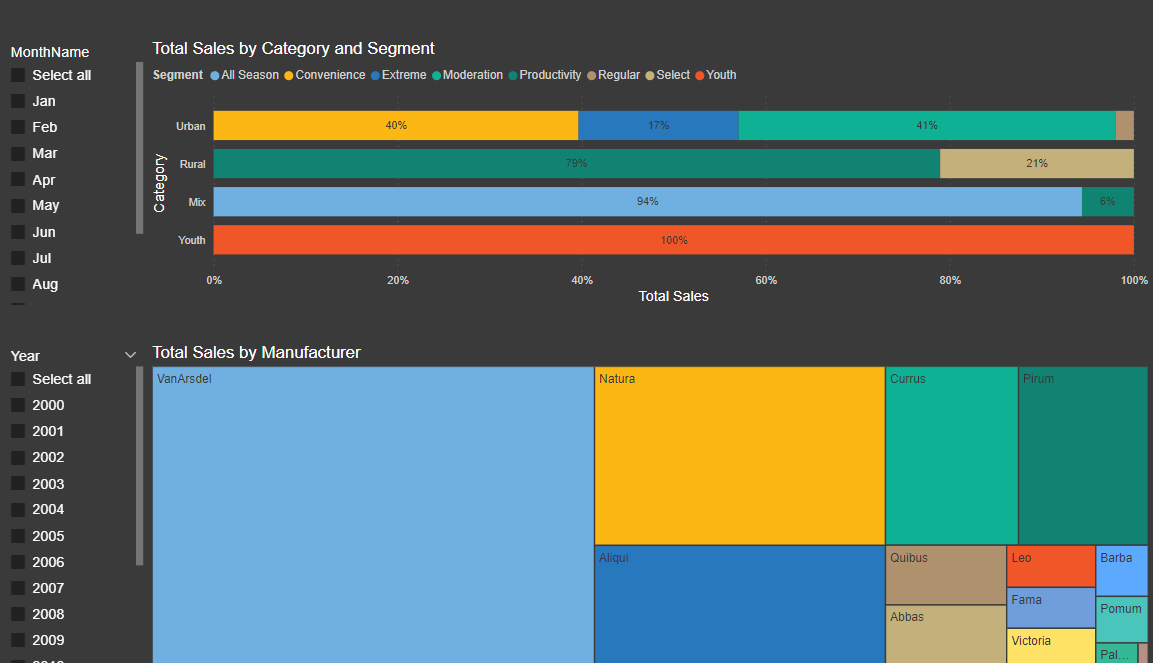 MonthName
Select all
Jan
Feb
Mar
Apr
May
Jun
Jul
Aug
Total Sales by Category and Segment
Segment All Season Convenience Extreme Moderation Productivity Regular Select Youth
Category
Urban 40% 17% 41%
Rural 79% 21%
Mix 94% 6%
Youth 100%
0% 20% 40% 60% 80% 100%
Total Sales
Year
Select all
2000
2001
2002
2003
2004
2005
2006
2007
2008
2009
Total Sales by Manufacturer
VanArsdel
Natura
Currus
Pirum
Aliqui
Quibus
Leo
Barba
Fama
Pomum
Abbas
Victoria
Pal...